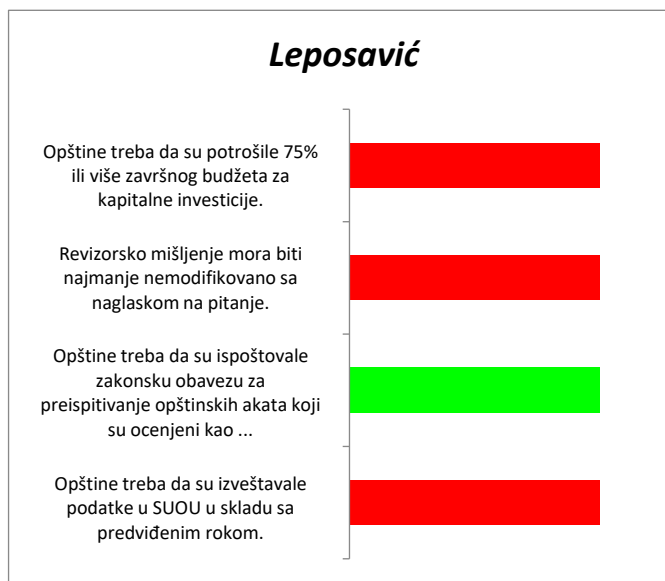 Leposavić
Opštine treba da su potrošile 75%
ili više završnog budžeta za
kapitalne investicije.
Revizorsko mišljenje mora biti
najmanje nemodifikovano sa
naglaskom na pitanje.
Opštine treba da su ispoštovale
zakonsku obavezu za
preispitivanje opštinskih akata koji
su ocenjeni kao ...
Opštine treba da su izveštavale
podatke u SUOU u skladu sa
predviđenim rokom.